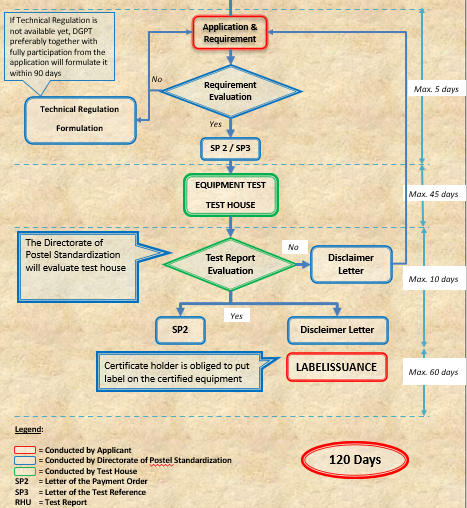 If Technical Regulation is
not available yet, DGPT
preferably together with
fully participation from the
application will formulate it
within 90 days
Application &
Requirement
Max. 5 days
No
Requirement
Evaluation
Technical Regulation
Formulation
Yes
SP 2 / SP3
EQUIPMENT TEST
TEST HOUSE
Max. 45 days
The Directorate of
Postel Standardization
will evaluate test house
Test Report
Evaluation
No
Disclaimer
Letter
Max. 10 days
Yes
SP2
Discleimer Letter
Certificate holder is obliged to put
label on the certified equipment
LABELISSUANCE
Max. 60 days
Legend:
= Conducted by Applicant
= Conducted by Directorate of Postel Standardization
= Conducted by Test House
SP2 = Letter of the Payment Order
SP3 = Letter of the Test Reference
RHU = Test Report
120 Days